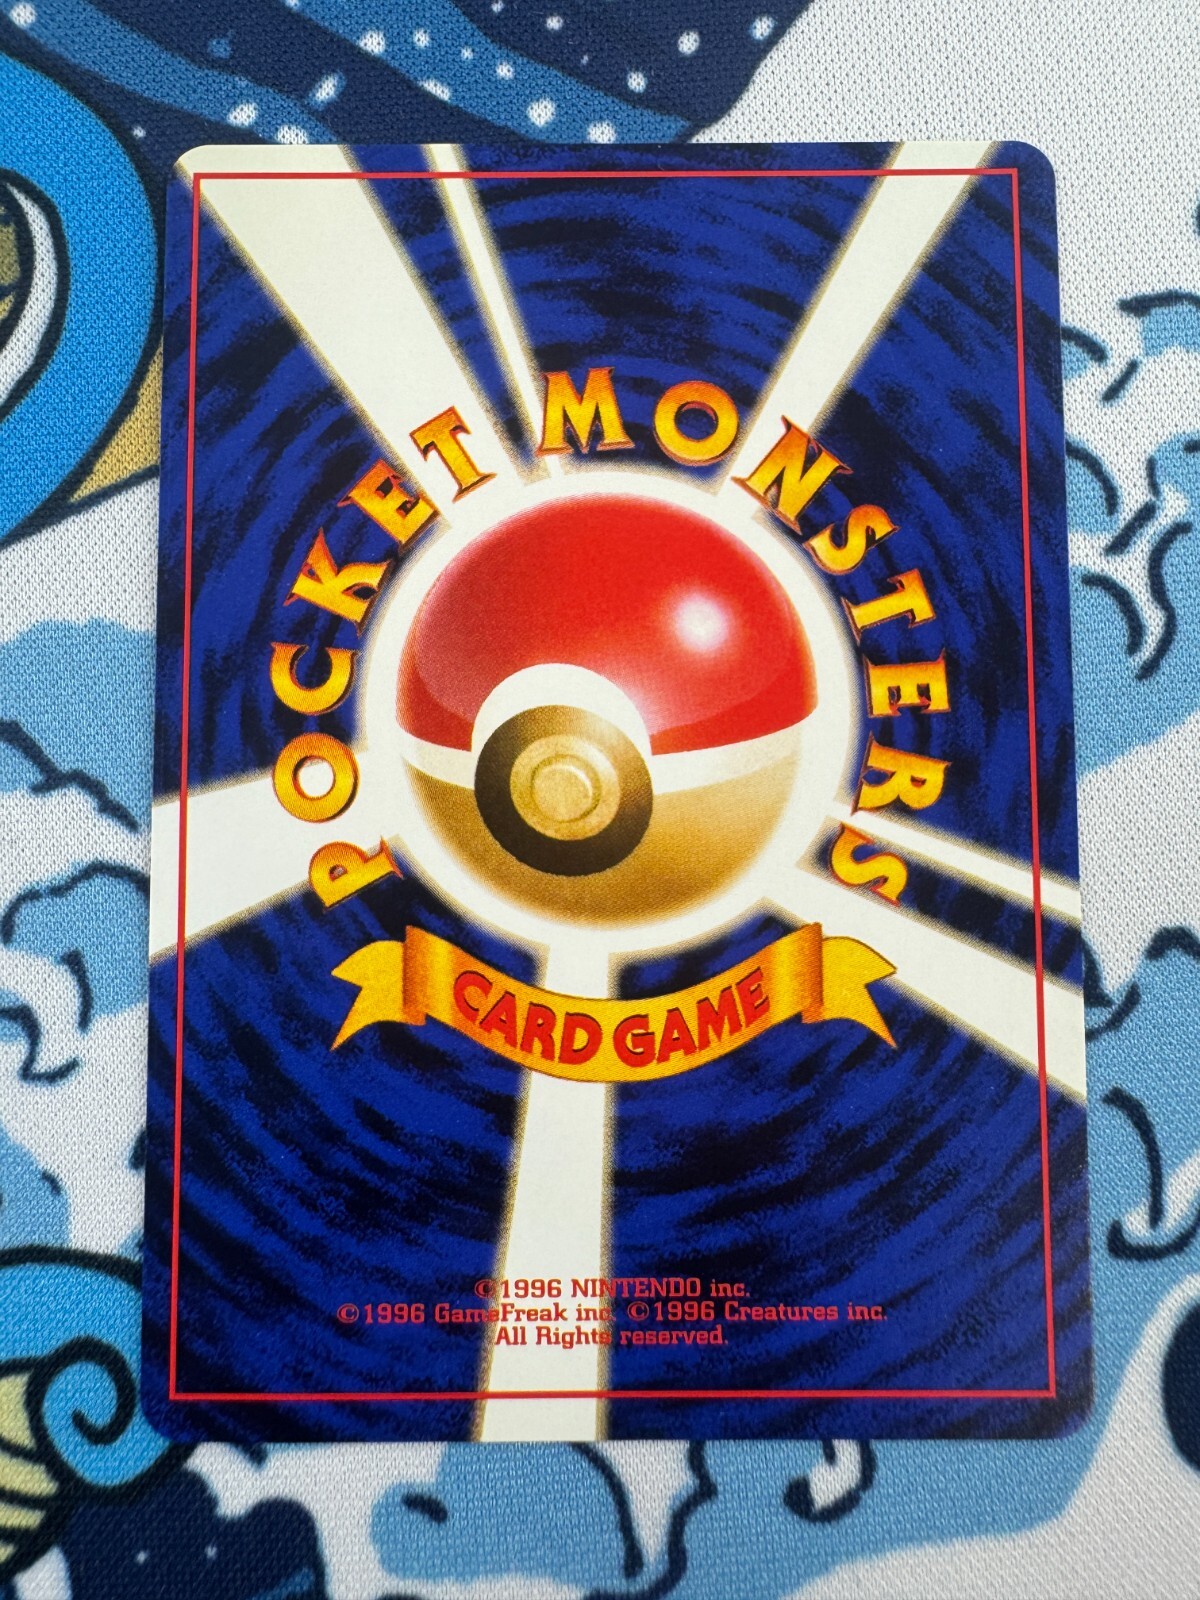 POCKET MONSTERS
CARD GAME
©1996 NINTENDO inc.
©1996 GameFreak inc. ©1996 Creatures inc.
All Rights reserved.